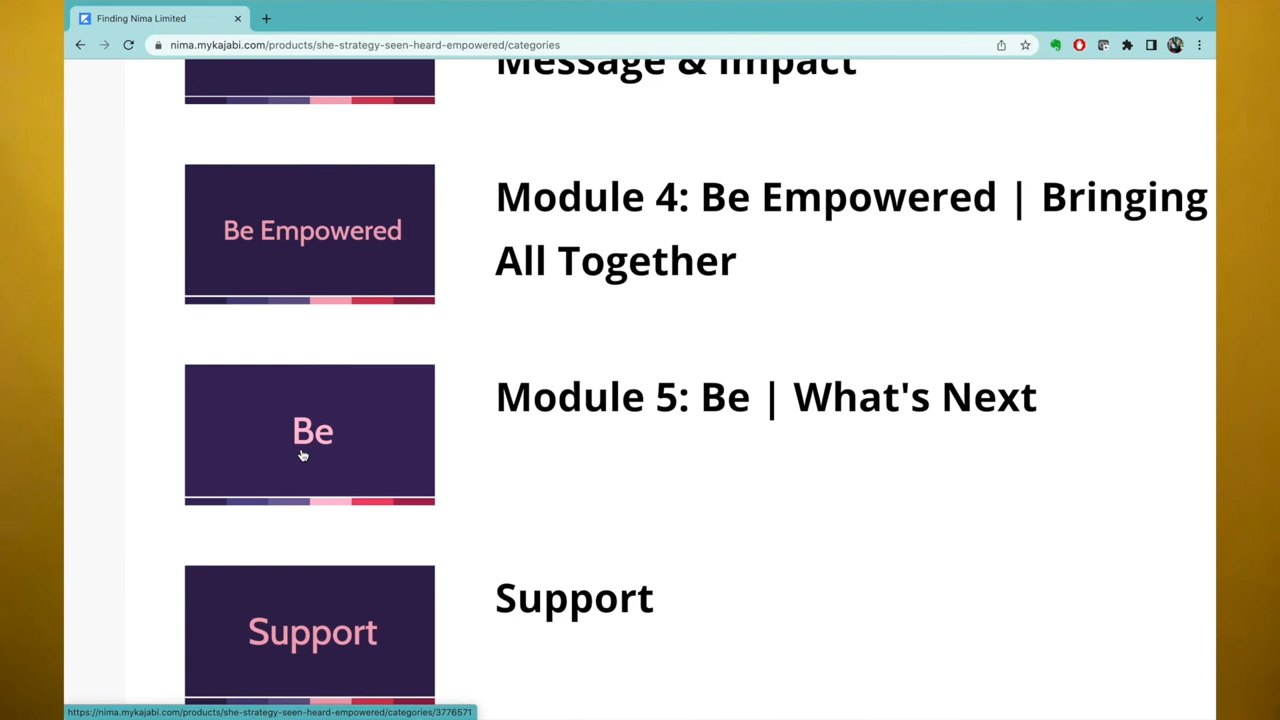 Finding Nima Limited
nima.mykajabi.com/products/she-strategy-seen-heard-empowered/categories
Message & Impact
Be Empowered
Module 4: Be Empowered | Bringing
All Together
Be
Module 5: Be | What's Next
Support
Support
https://nima.mykajabi.com/products/she-strategy-seen-heard-empowered/categories/3776571